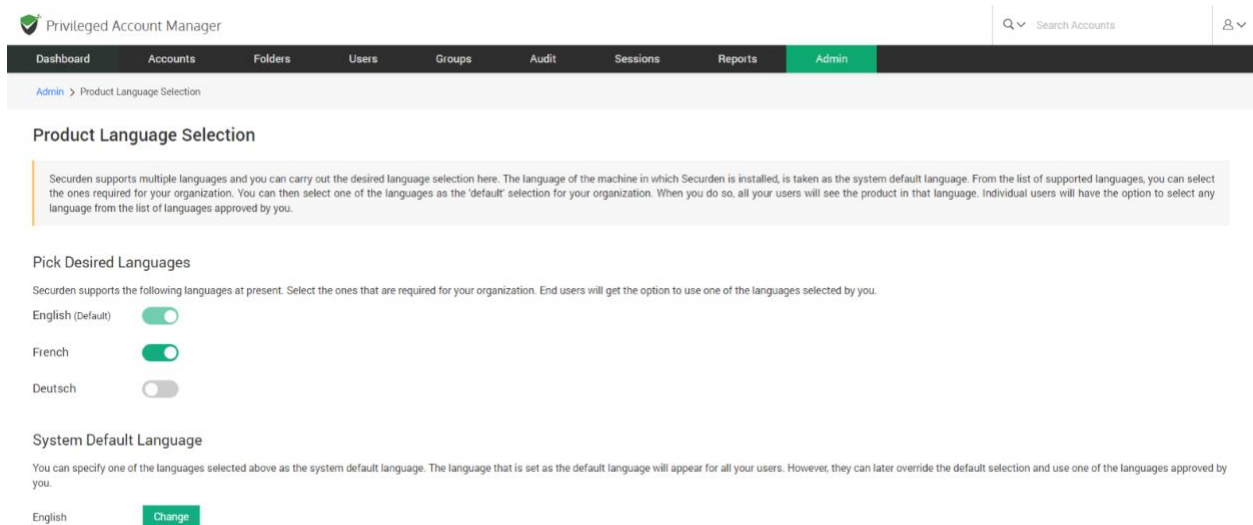 Privileged Account Manager
Search Accounts
Dashboard Accounts Folders Users Groups Audit Sessions Reports Admin
Admin > Product Language Selection
Product Language Selection
Securden supports multiple languages and you can carry out the desired language selection here. The language of the machine in which Securden is installed, is taken as the system default language. From the list of supported languages, you can select
the ones required for your organization. You can then select one of the languages as the 'default' selection for your organization. When you do so, all your users will see the product in that language. Individual users will have the option to select any
language from the list of languages approved by you.
Pick Desired Languages
Securden supports the following languages at present. Select the ones that are required for your organization. End users will get the option to use one of the languages selected by you.
English (Default)
French
Deutsch
System Default Language
You can specify one of the languages selected above as the system default language. The language that is set as the default language will appear for all your users. However, they can later override the default selection and use one of the languages approved by
you.
English Change